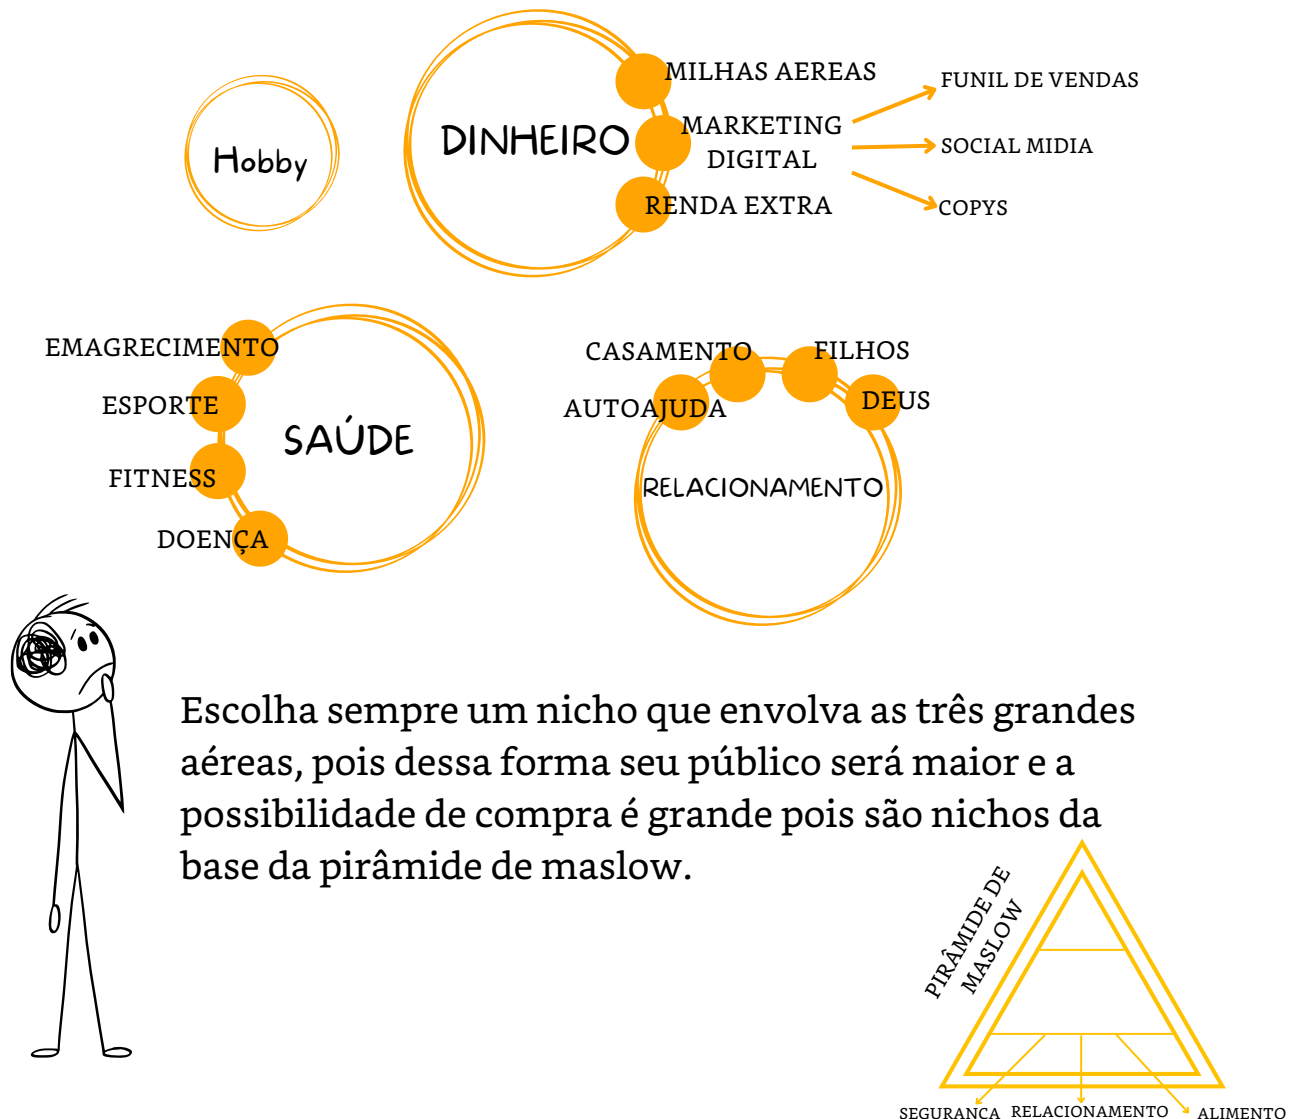 Hobby
DINHEIRO
MILHAS AEREAS
MARKETING
DIGITAL
RENDA EXTRA
FUNIL DE VENDAS
SOCIAL MIDIA
COPYS
EMAGRECIMENTO
ESPORTE
FITNESS
DOENÇA
SAÚDE
CASAMENTO
FILHOS
AUTOAJUDA
DEUS
RELACIONAMENTO
Escolha sempre um nicho que envolva as três grandes
aéreas, pois dessa forma seu público será maior e a
possibilidade de compra é grande pois são nichos da
base da pirâmide de maslow.
PIRÂMIDE DE
MASLOW
SEGURANÇA
RELACIONAMENTO
ALIMENTO